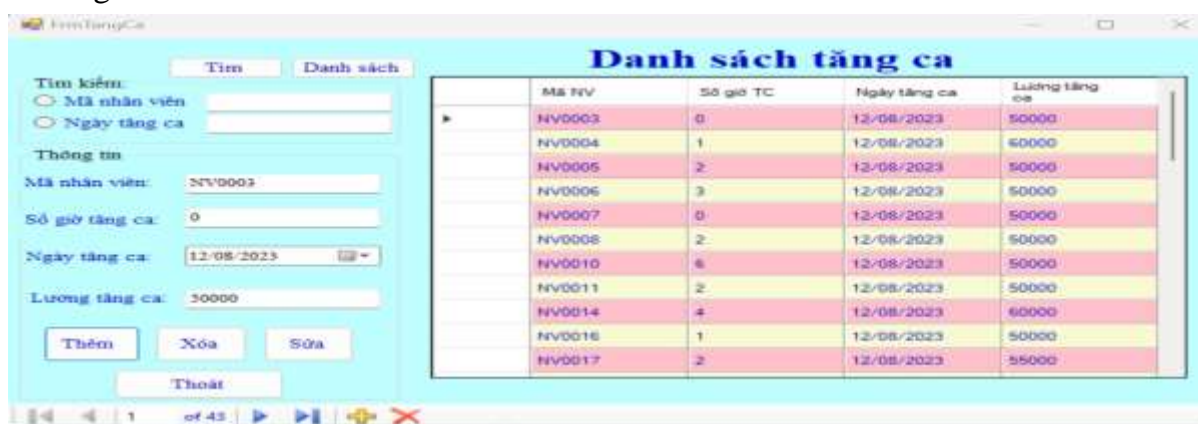 FrmTangCa
Danh sách tăng ca
Tìm
Danh sách
Tìm kiếm:
Mã nhân viên
Ngày tăng ca
Thông tin
Mã nhân viên: NV0003
Số giờ tăng ca: 0
Ngày tăng ca: 12/08/2023
Lương tăng ca: 50000
Thêm
Xóa
Sửa
Thoát
Mã NV Số giờ TC Ngày tăng ca Lương tăng ca
NV0003 0 12/08/2023 50000
NV0004 1 12/08/2023 60000
NV0005 2 12/08/2023 50000
NV0006 3 12/08/2023 50000
NV0007 0 12/08/2023 50000
NV0008 2 12/08/2023 50000
NV0010 6 12/08/2023 50000
NV0011 2 12/08/2023 50000
NV0014 4 12/08/2023 60000
NV0016 1 12/08/2023 50000
NV0017 2 12/08/2023 55000
1 of 43